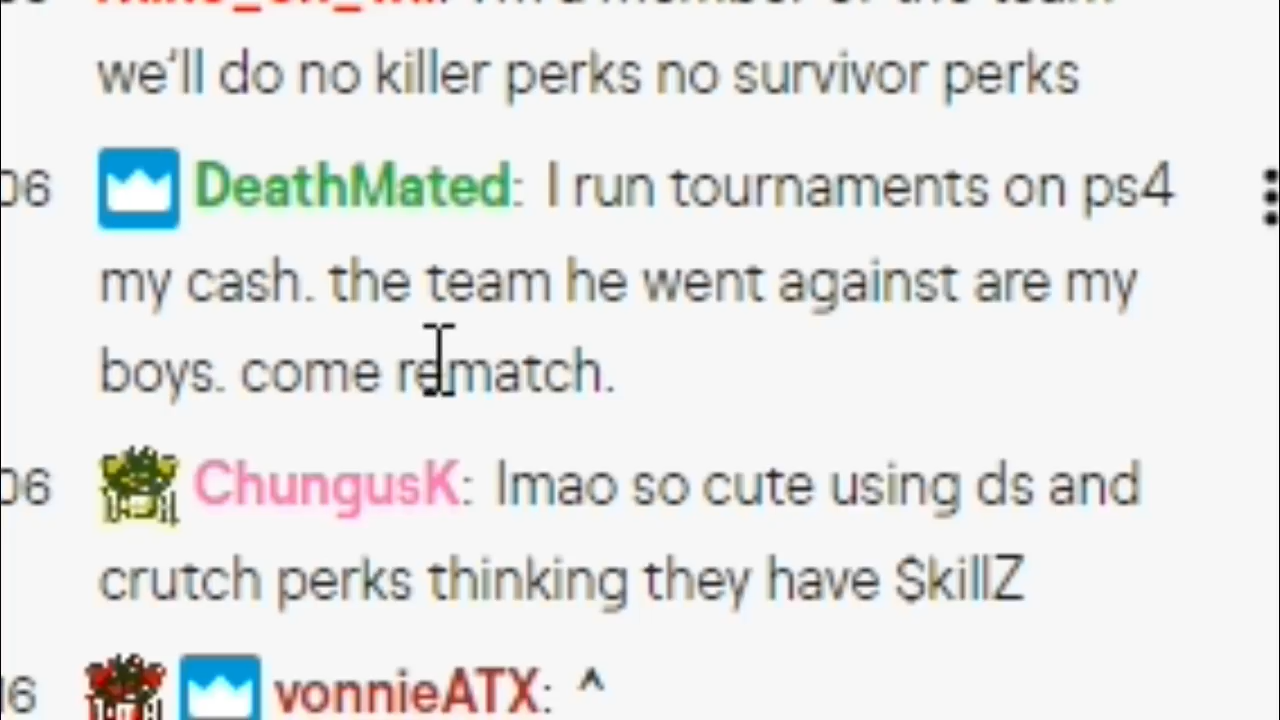 we'll do no killer perks no survivor perks
06 DeathMated: I run tournaments on ps4
my cash. the team he went against are my
boys. come rematch.
06 ChungusK: lmao so cute using ds and
crutch perks thinking they have $killZ
vonnieATX: ^